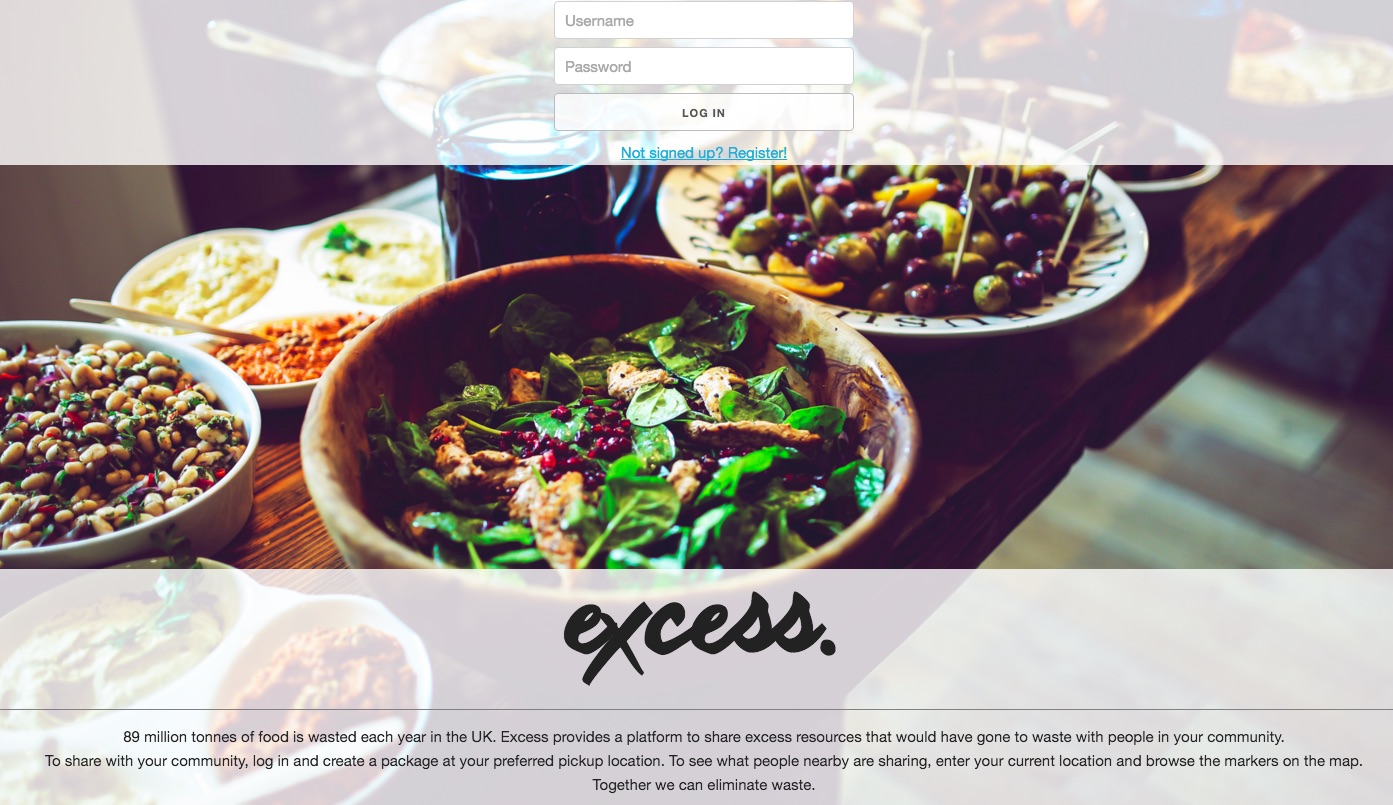 Username
Password
LOG IN
Not signed up? Register!
excess.
89 million tonnes of food is wasted each year in the UK. Excess provides a platform to share excess resources that would have gone to waste with people in your community.
To share with your community, log in and create a package at your preferred pickup location. To see what people nearby are sharing, enter your current location and browse the markers on the map.
Together we can eliminate waste.